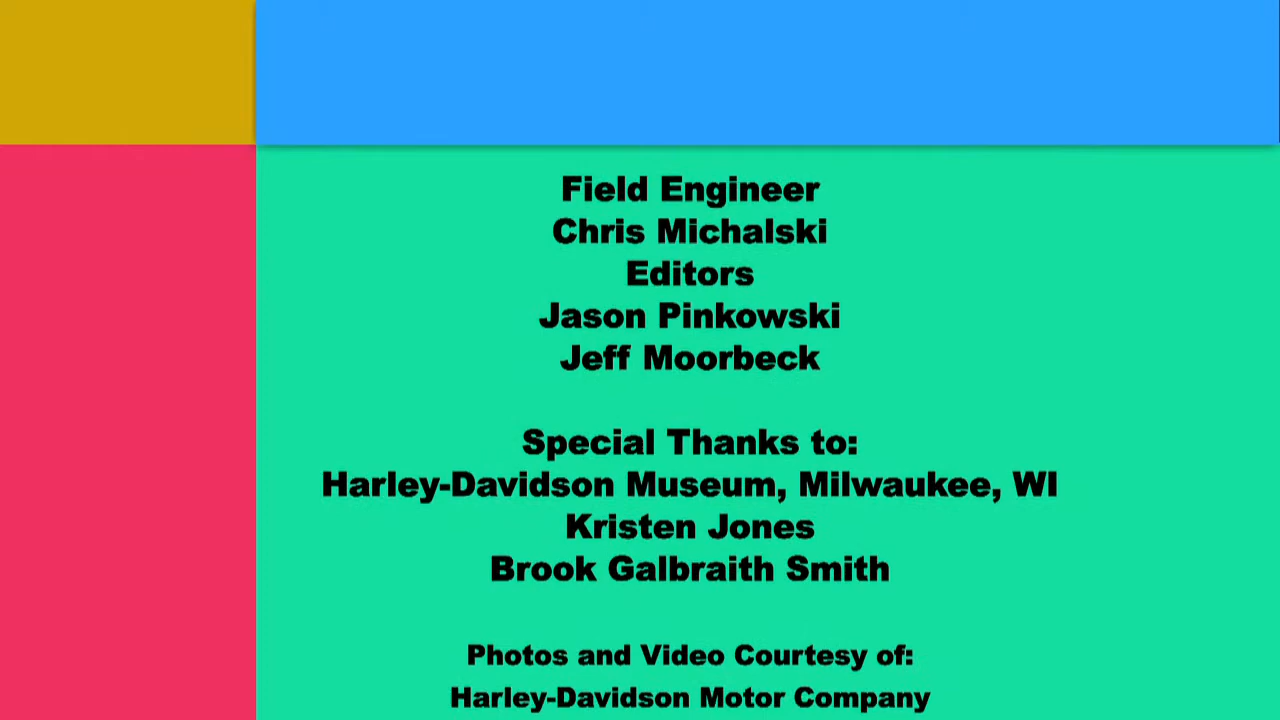 Field Engineer
Chris Michalski
Editors
Jason Pinkowski
Jeff Moorbeck
Special Thanks to:
Harley-Davidson Museum, Milwaukee, WI
Kristen Jones
Brook Galbraith Smith
Photos and Video Courtesy of:
Harley-Davidson Motor Company